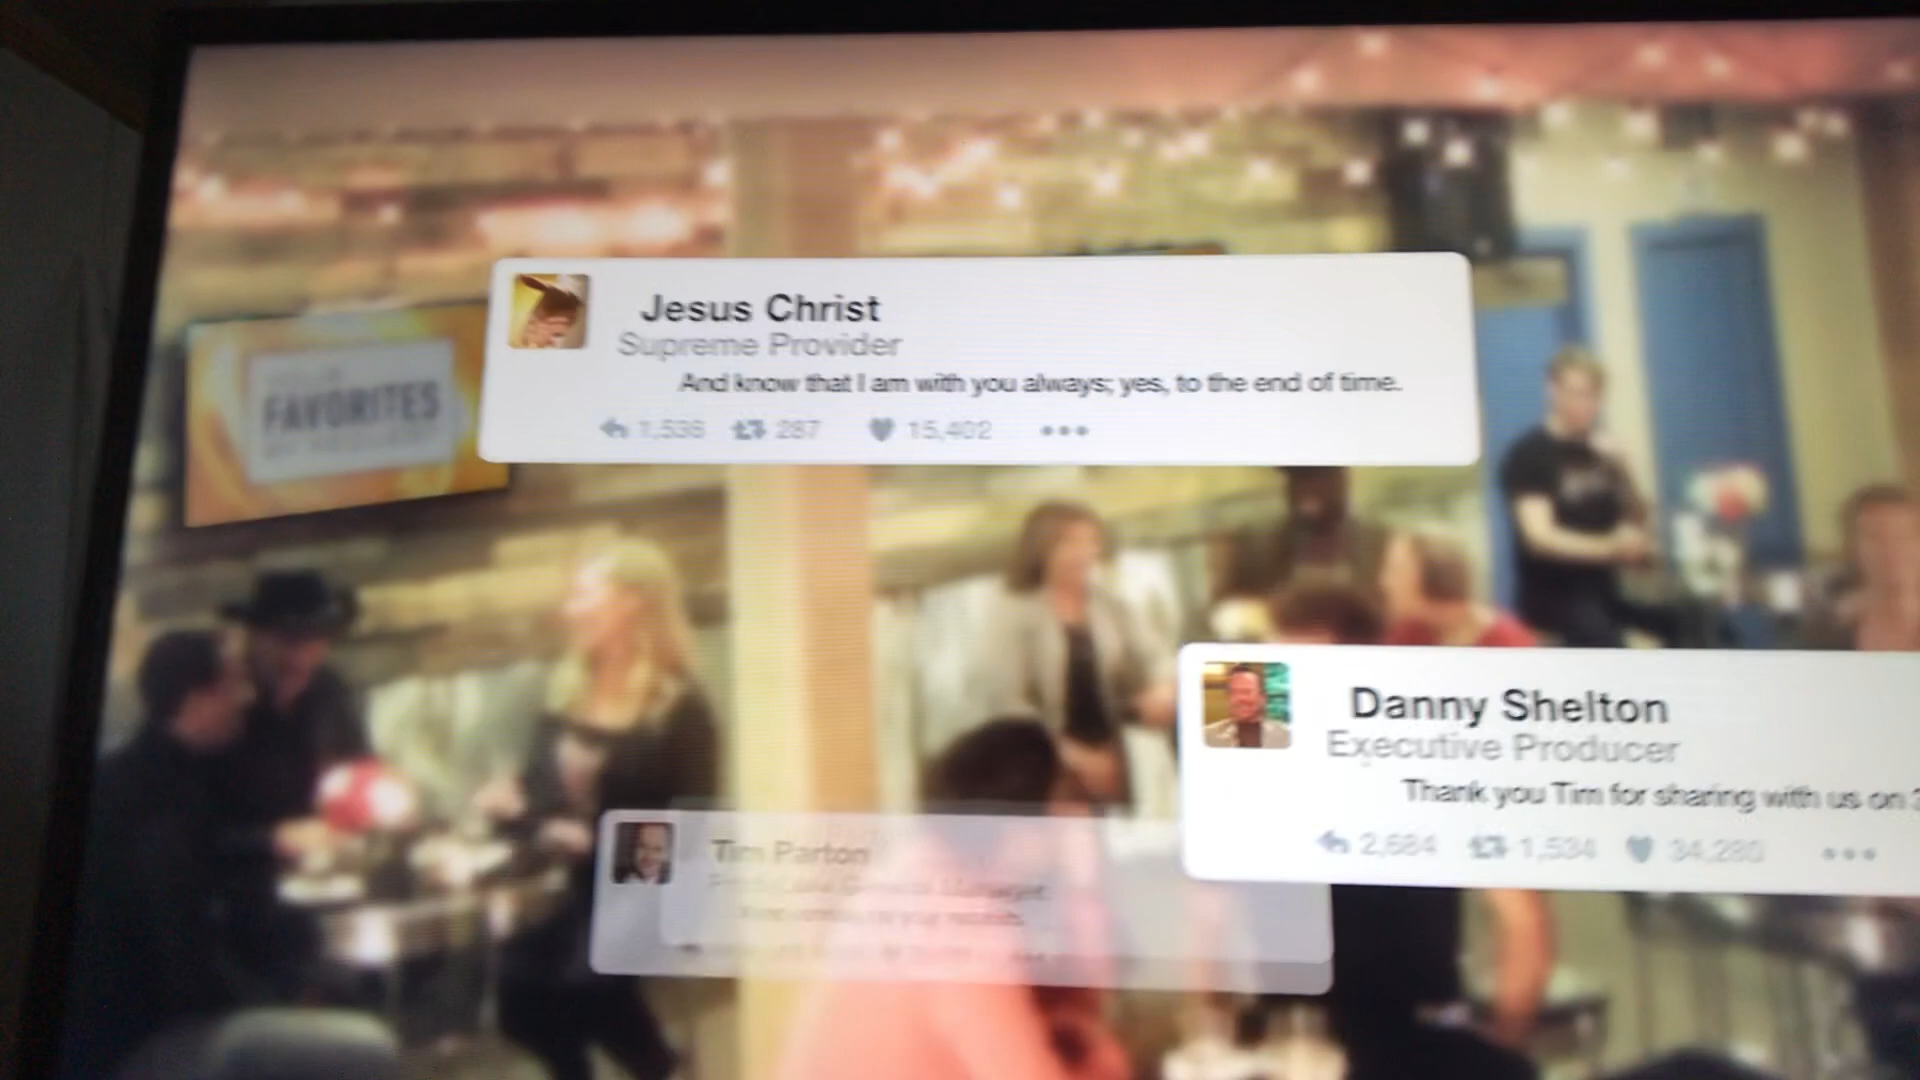 FAVORITES
Jesus Christ
Supreme Provider
And know that I am with you always; yes, to the end of time.
1,536 287 15,402
Danny Shelton
Executive Producer
Thank you Tim for sharing with us on
2,684 1,534 34,280
Tim Parton